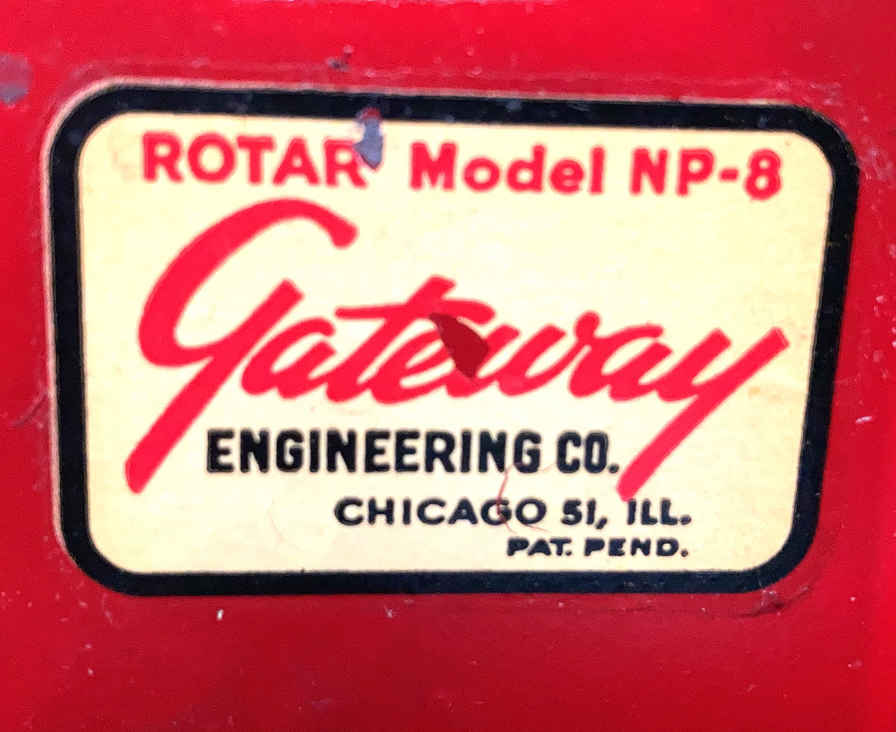 ROTAR Model NP-8
Gateway
ENGINEERING CO.
CHICAGO 51, ILL.
PAT. PEND.